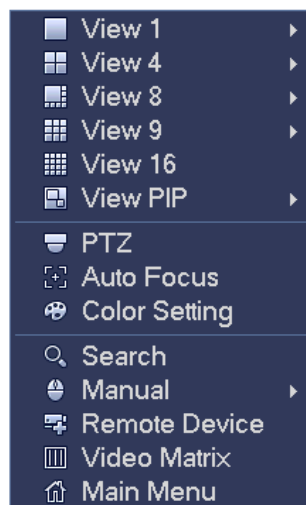 View 1
View 4
View 8
View 9
View 16
View PIP
PTZ
Auto Focus
Color Setting
Search
Manual
Remote Device
Video Matrix
Main Menu